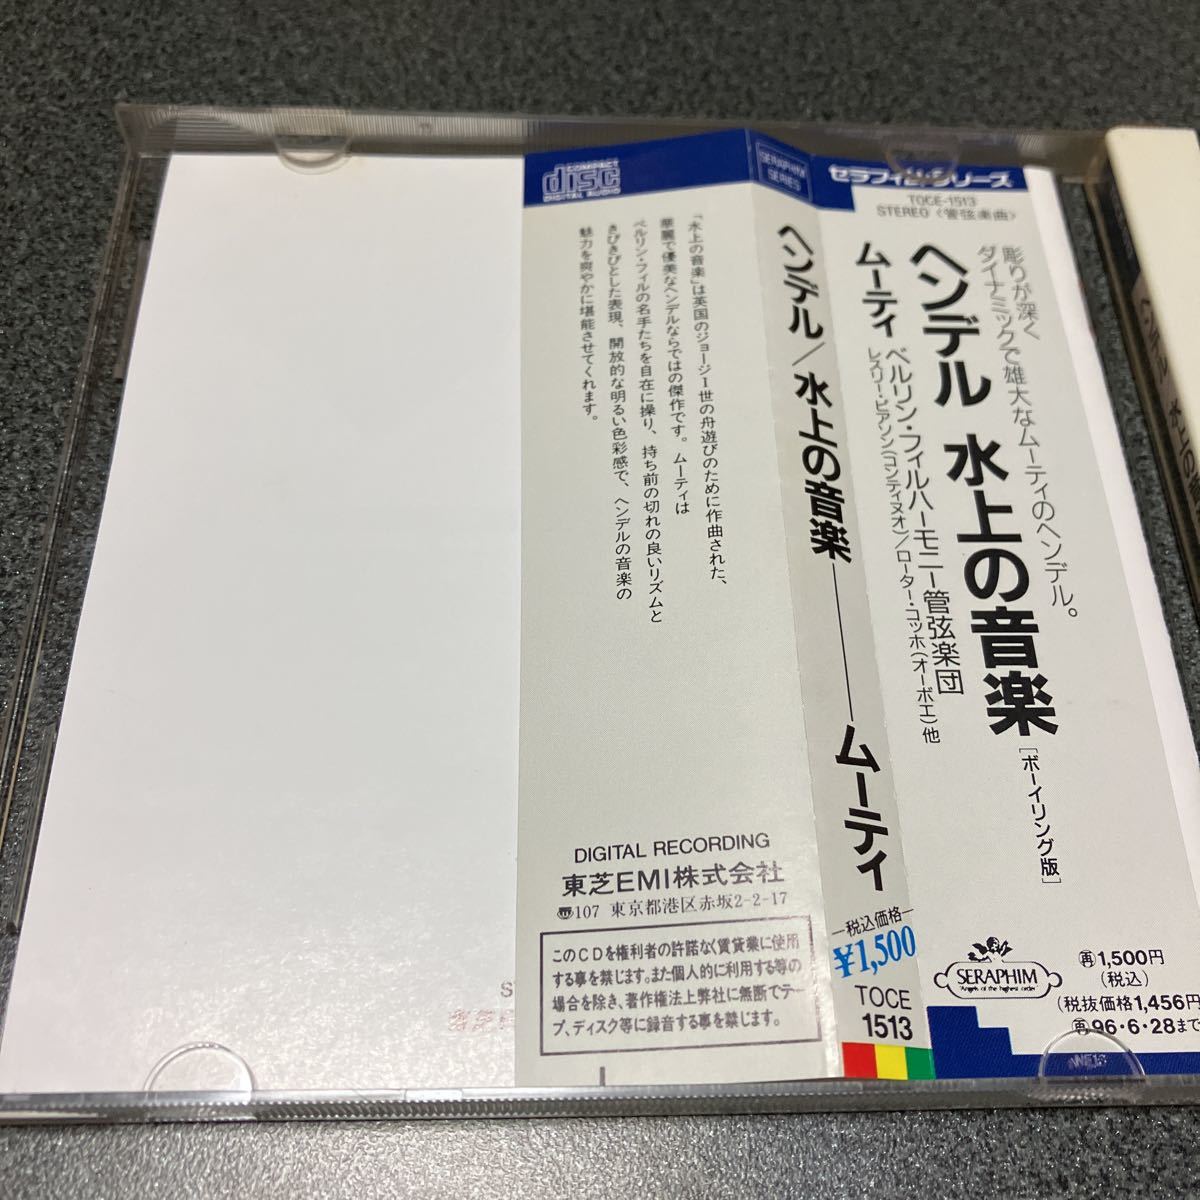 COMPACT
disc
DIGITAL AUDIO
「水上の音楽」は英国のジョージ1世の舟遊びのために作曲された、
華麗で優美なヘンデルならではの傑作です。ムーティは
ベルリン・フィルの名手たちを自在に操り、持ち前の切れの良いリズムと
きびきびとした表現、開放的な明るい色彩感で、ヘンデルの音楽の
魅力を爽やかに堪能させてくれます。
DIGITAL RECORDING
東芝EMI株式会社
〠107 東京都港区赤坂2-2-17
このCDを権利者の許諾なく賃貸業に使用
する事を禁じます。また個人的に利用する等の
場合を除き、著作権法上弊社に無断でテー
プ、ディスク等に録音する事を禁じます。
SERAPHIM
SERIES
ヘンデル/水上の音楽――ムーティ
―税込価格―
¥1,500
TOCE
1513
セラフィム・シリーズ
TOCE-1513
STEREO〈管弦楽曲〉
彫りが深く
ダイナミックで雄大なムーティのヘンデル。
ヘンデル 水上の音楽
[ボーイリング版]
ムーティ ベルリン・フィルハーモニー管弦楽団
レスリー・ピアソン(コンティヌオ)/ローター・コッホ(オーボエ)他
SERAPHIM
"Angels of the highest order"
再1,500円
(税込)
(税抜価格1,456円
再96・6・28まで
ヘンデル 水上の音